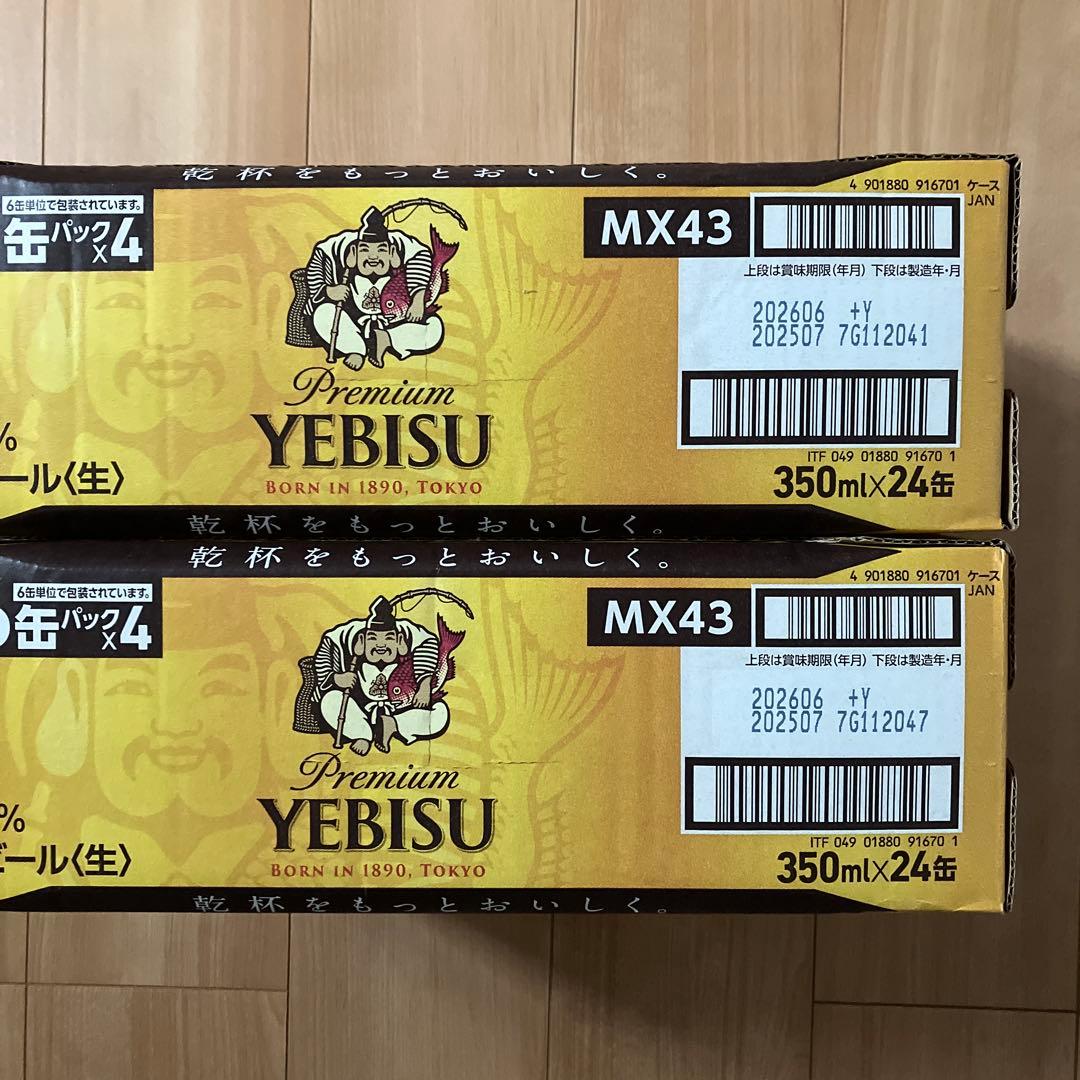 乾杯をもっとおいしく。
6缶単位で包装されています。
缶パック×4
MX43
4 901880 916701 ケース
JAN
上段は賞味期限(年月) 下段は製造年・月
202606 +Y
202507 7G112041
Premium
YEBISU
BORN IN 1890, TOKYO
%
ール〈生〉
ITF 049 01880 91670 1
350ml×24缶
乾杯をもっとおいしく。
乾杯をもっとおいしく。
6缶単位で包装されています。
缶パック×4
MX43
4 901880 916701 ケース
JAN
上段は賞味期限(年月) 下段は製造年・月
202606 +Y
202507 7G112047
Premium
YEBISU
BORN IN 1890, TOKYO
%
ビール〈生〉
ITF 049 01880 91670 1
350ml×24缶
乾杯をもっとおいしく。